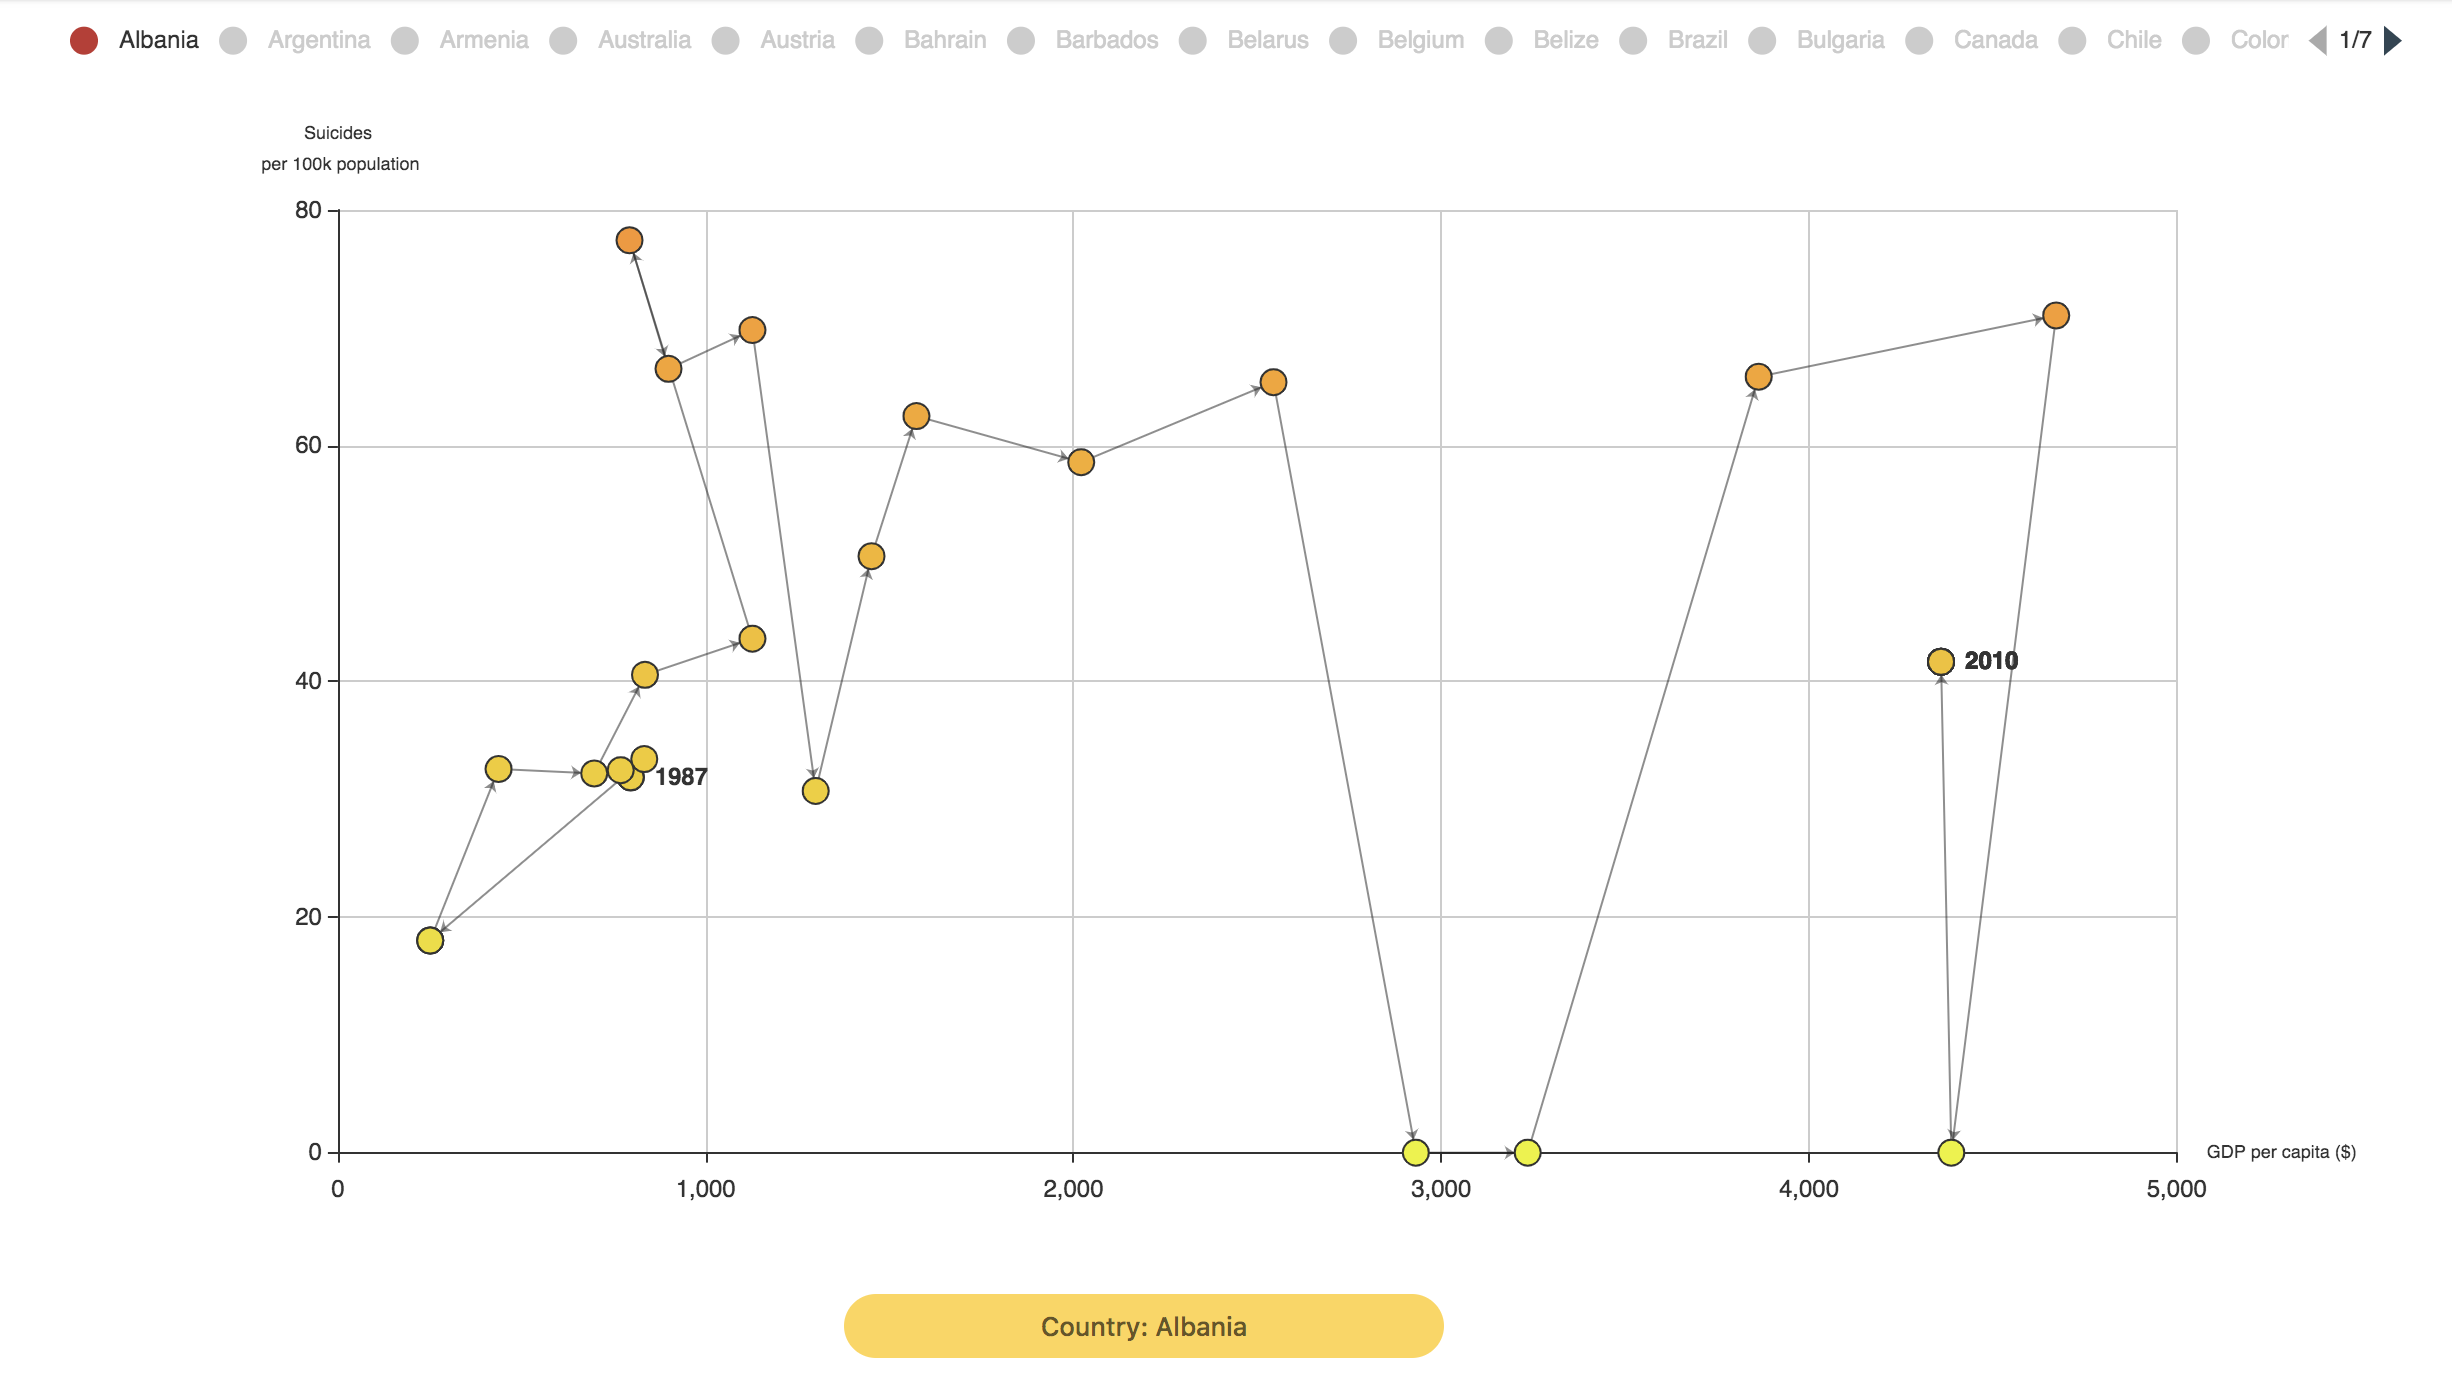 Albania Argentina Armenia Australia Austria Bahrain Barbados Belarus Belgium Belize Brazil Bulgaria Canada Chile Color 1/7
Suicides
per 100k population
80
60
40
20
0
2010
1987
GDP per capita ($)
0 1,000 2,000 3,000 4,000 5,000
Country: Albania